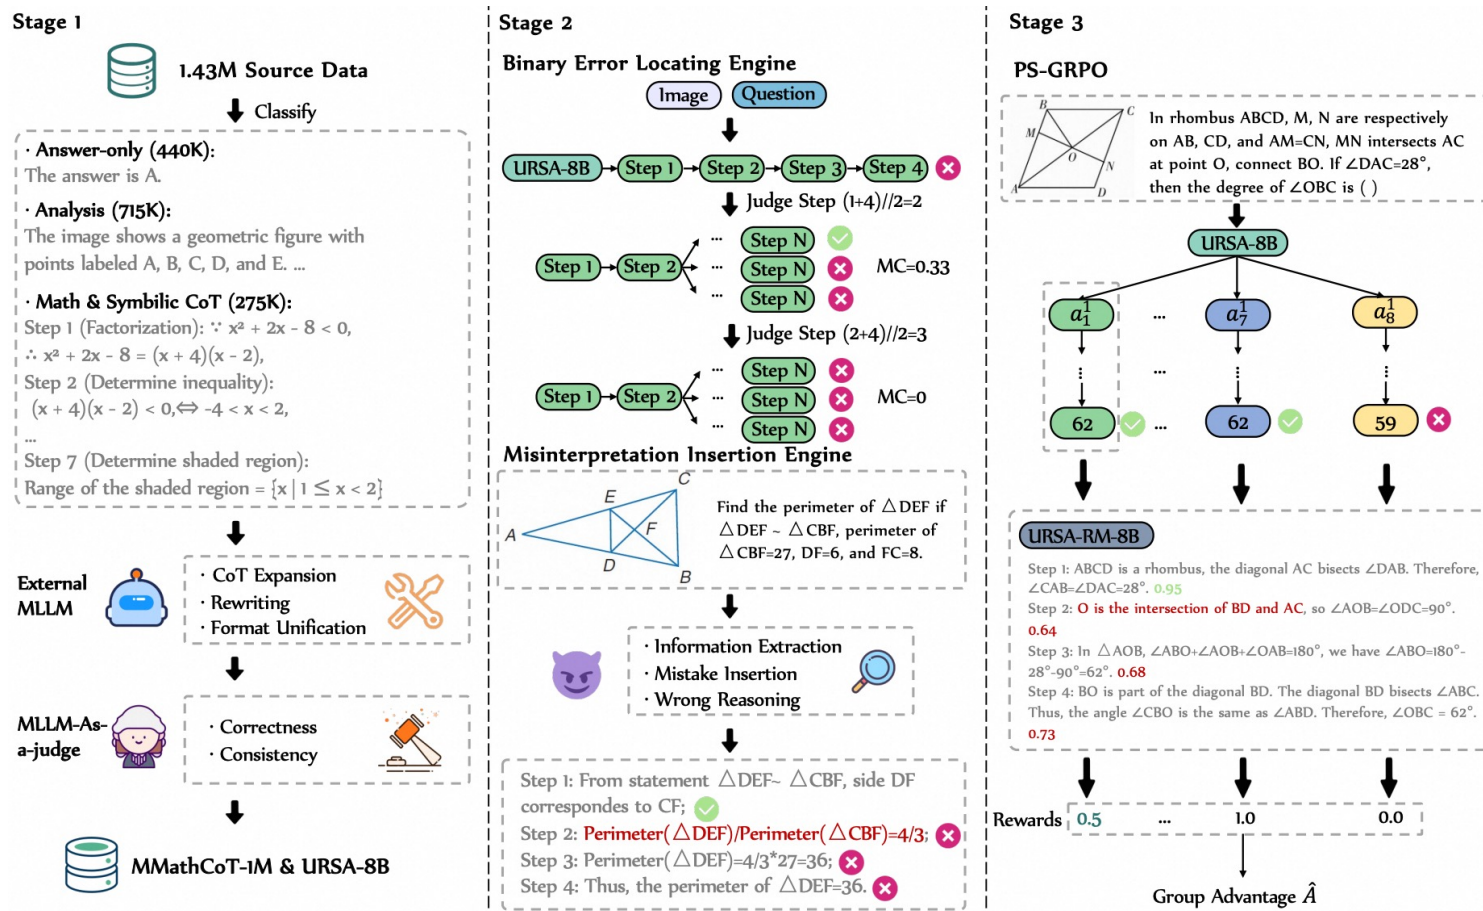 Stage 1
1.43M Source Data
Classify
· Answer-only (440K):
The answer is A.
· Analysis (715K):
The image shows a geometric figure with
points labeled A, B, C, D, and E. ...
· Math & Symbilic CoT (275K):
Step 1 (Factorization): ∵ x² + 2x - 8 < 0,
∴ x² + 2x - 8 = (x + 4)(x - 2),
Step 2 (Determine inequality):
(x + 4)(x - 2) < 0,⇔ -4 < x < 2,
...
Step 7 (Determine shaded region):
Range of the shaded region = {x | 1 ≤ x < 2}
External
MLLM
· CoT Expansion
· Rewriting
· Format Unification
MLLM-As-
a-judge
· Correctness
· Consistency
MMathCoT-1M & URSA-8B
Stage 2
Binary Error Locating Engine
Image
Question
URSA-8B
Step 1
Step 2
Step 3
Step 4
Judge Step (1+4)//2=2
Step 1
Step 2
...
Step N
...
Step N
...
Step N
MC=0.33
Judge Step (2+4)//2=3
Step 1
Step 2
...
Step N
...
Step N
...
Step N
MC=0
Misinterpretation Insertion Engine
A
E
C
F
D
B
Find the perimeter of △DEF if
△DEF ~ △CBF, perimeter of
△CBF=27, DF=6, and FC=8.
· Information Extraction
· Mistake Insertion
· Wrong Reasoning
Step 1: From statement △DEF~ △CBF, side DF
correspondes to CF;
Step 2: Perimeter(△DEF)/Perimeter(△CBF)=4/3;
Step 3: Perimeter(△DEF)=4/3*27=36;
Step 4: Thus, the perimeter of △DEF=36.
Stage 3
PS-GRPO
B
C
M
O
N
A
D
In rhombus ABCD, M, N are respectively
on AB, CD, and AM=CN, MN intersects AC
at point O, connect BO. If ∠DAC=28°,
then the degree of ∠OBC is ( )
URSA-8B
a₁¹
...
a₇¹
a₈¹
⋮
...
⋮
⋮
62
...
62
59
URSA-RM-8B
Step 1: ABCD is a rhombus, the diagonal AC bisects ∠DAB. Therefore,
∠CAB=∠DAC=28°. 0.95
Step 2: O is the intersection of BD and AC, so ∠AOB=∠ODC=90°.
0.64
Step 3: In △AOB, ∠ABO+∠AOB+∠OAB=180°, we have ∠ABO=180°-
28°-90°=62°. 0.68
Step 4: BO is part of the diagonal BD. The diagonal BD bisects ∠ABC.
Thus, the angle ∠CBO is the same as ∠ABD. Therefore, ∠OBC = 62°.
0.73
Rewards
0.5
...
1.0
0.0
Group Advantage Â